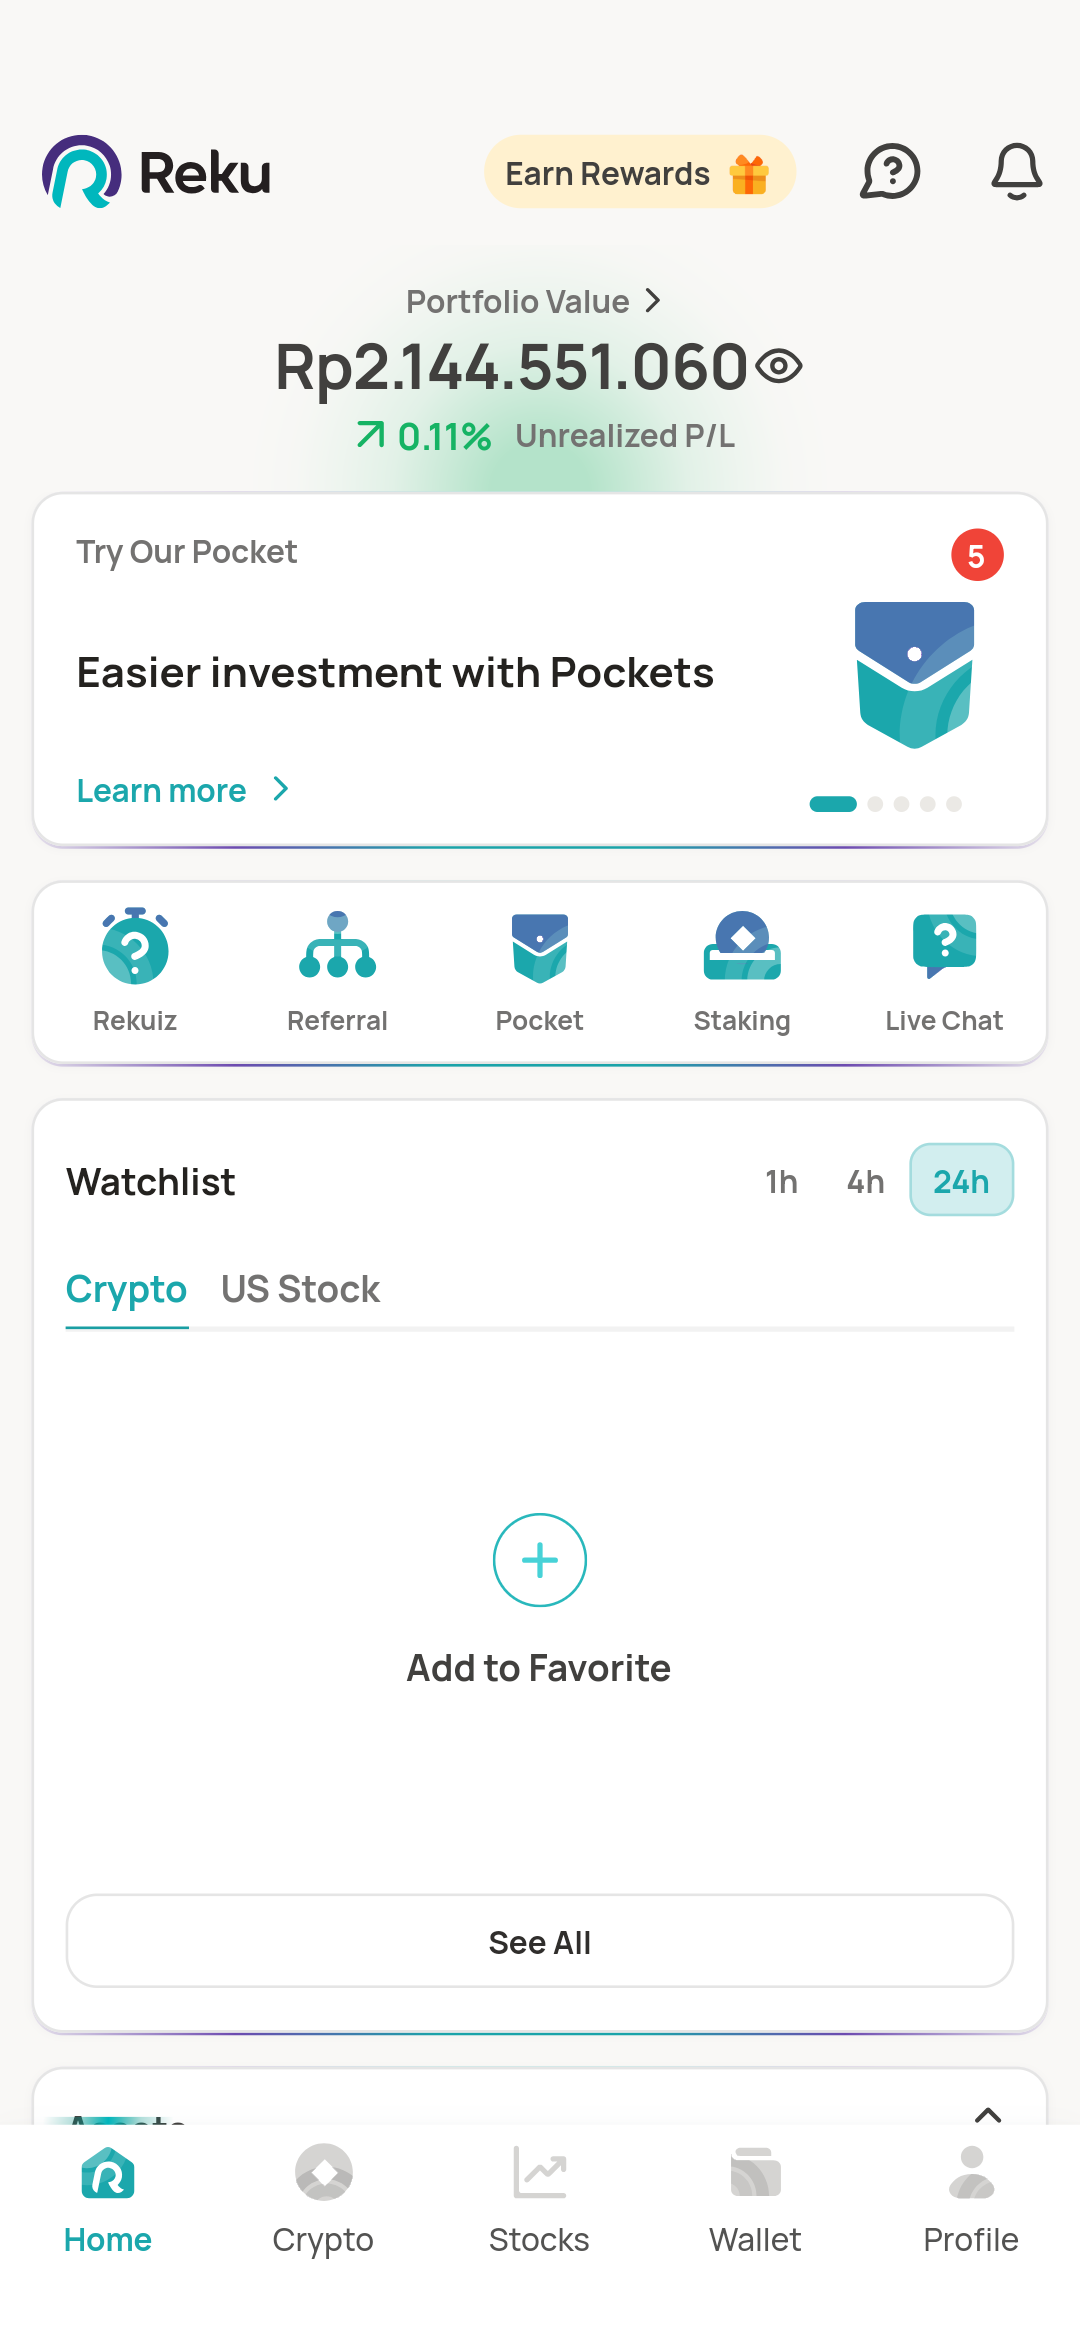 Reku
Earn Rewards
Portfolio Value
Rp2.144.551.060
0.11% Unrealized P/L
Try Our Pocket
5
Easier investment with Pockets
Learn more
Rekuiz Referral Pocket Staking Live Chat
Watchlist 1h 4h 24h
Crypto US Stock
Add to Favorite
See All
Home Crypto Stocks Wallet Profile